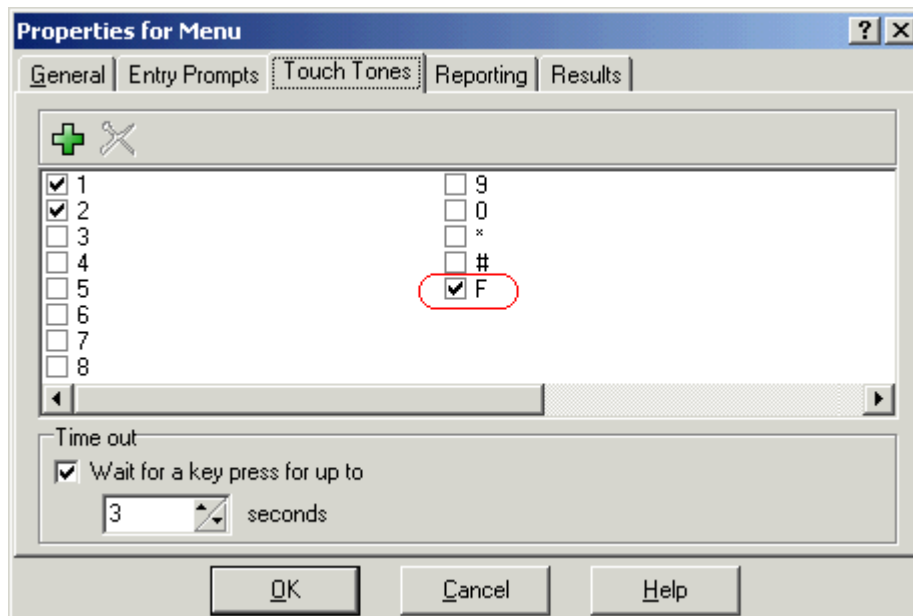 Properties for Menu
General Entry Prompts Touch Tones Reporting Results
1
2
3
4
5
6
7
8
9
0
*
#
F
Time out
Wait for a key press for up to
3 seconds
OK Cancel Help